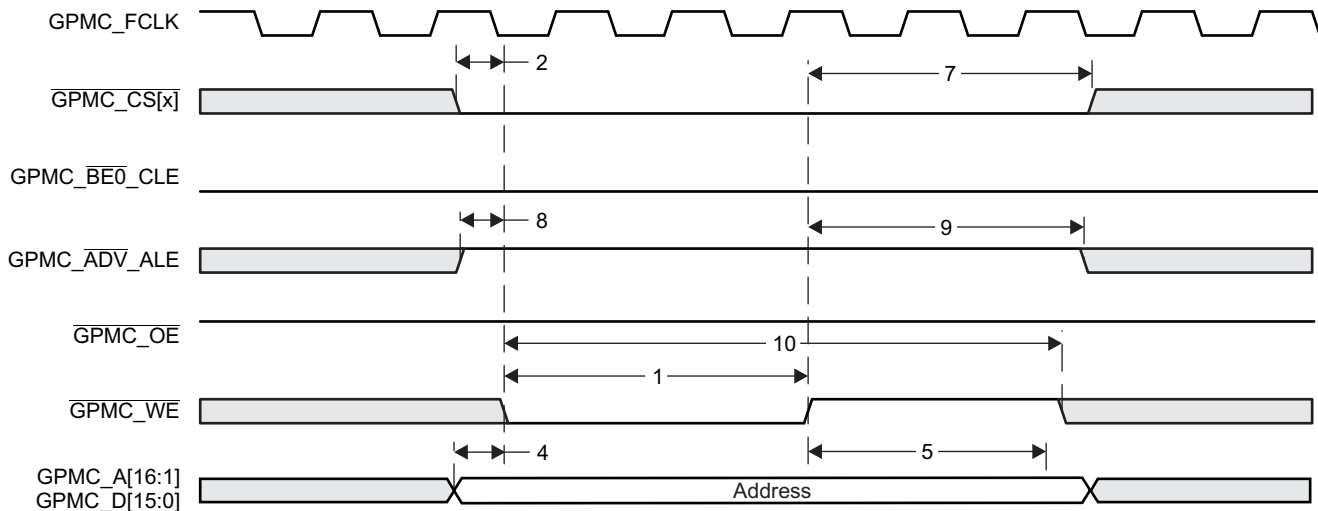 GPMC_FCLK
2
7
GPMC_CS[x]
GPMC_BE0_CLE
8
9
GPMC_ADV_ALE
GPMC_OE
10
1
GPMC_WE
4
5
GPMC_A[16:1]
GPMC_D[15:0]
Address